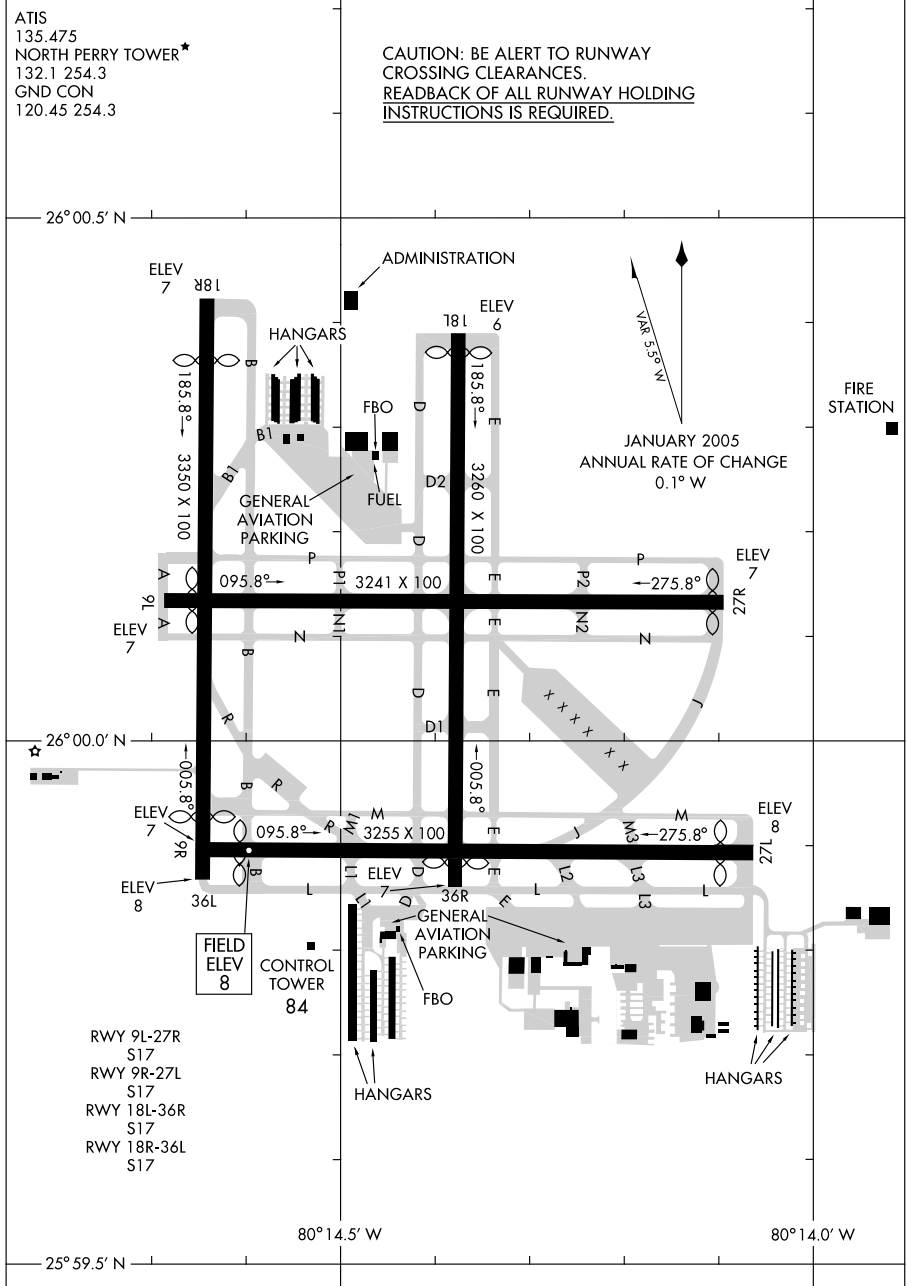 ATIS
135.475
NORTH PERRY TOWER★
132.1 254.3
GND CON
120.45 254.3
CAUTION: BE ALERT TO RUNWAY
CROSSING CLEARANCES.
READBACK OF ALL RUNWAY HOLDING
INSTRUCTIONS IS REQUIRED.
26°00.5' N
ELEV
7
18R
ADMINISTRATION
ELEV
6
18L
HANGARS
VAR 5.5° W
JANUARY 2005
ANNUAL RATE OF CHANGE
0.1° W
FIRE
STATION
B
185.8°
3350 X 100
B1
B1
FBO
FUEL
GENERAL
AVIATION
PARKING
D
D2
D
185.8°
3260 X 100
E
P
P
ELEV
7
A
095.8°
P1
3241 X 100
E
P2
275.8°
9L
27R
A
ELEV
7
N
N1
E
N2
N
B
R
D
D1
E
J
X X X X X X
26°00.0' N
005.8°
005.8°
B
R
M
M
ELEV
7
9R
095.8°
R
M1
3255 X 100
E
J
M3
275.8°
ELEV
8
27L
ELEV
8
36L
B
L
L1
ELEV
7
D
E
L
L2
L3
L
L1
D
36R
E
L3
FIELD
ELEV
8
CONTROL
TOWER
84
GENERAL
AVIATION
PARKING
FBO
HANGARS
HANGARS
RWY 9L-27R
S17
RWY 9R-27L
S17
RWY 18L-36R
S17
RWY 18R-36L
S17
80°14.5' W
80°14.0' W
25°59.5' N